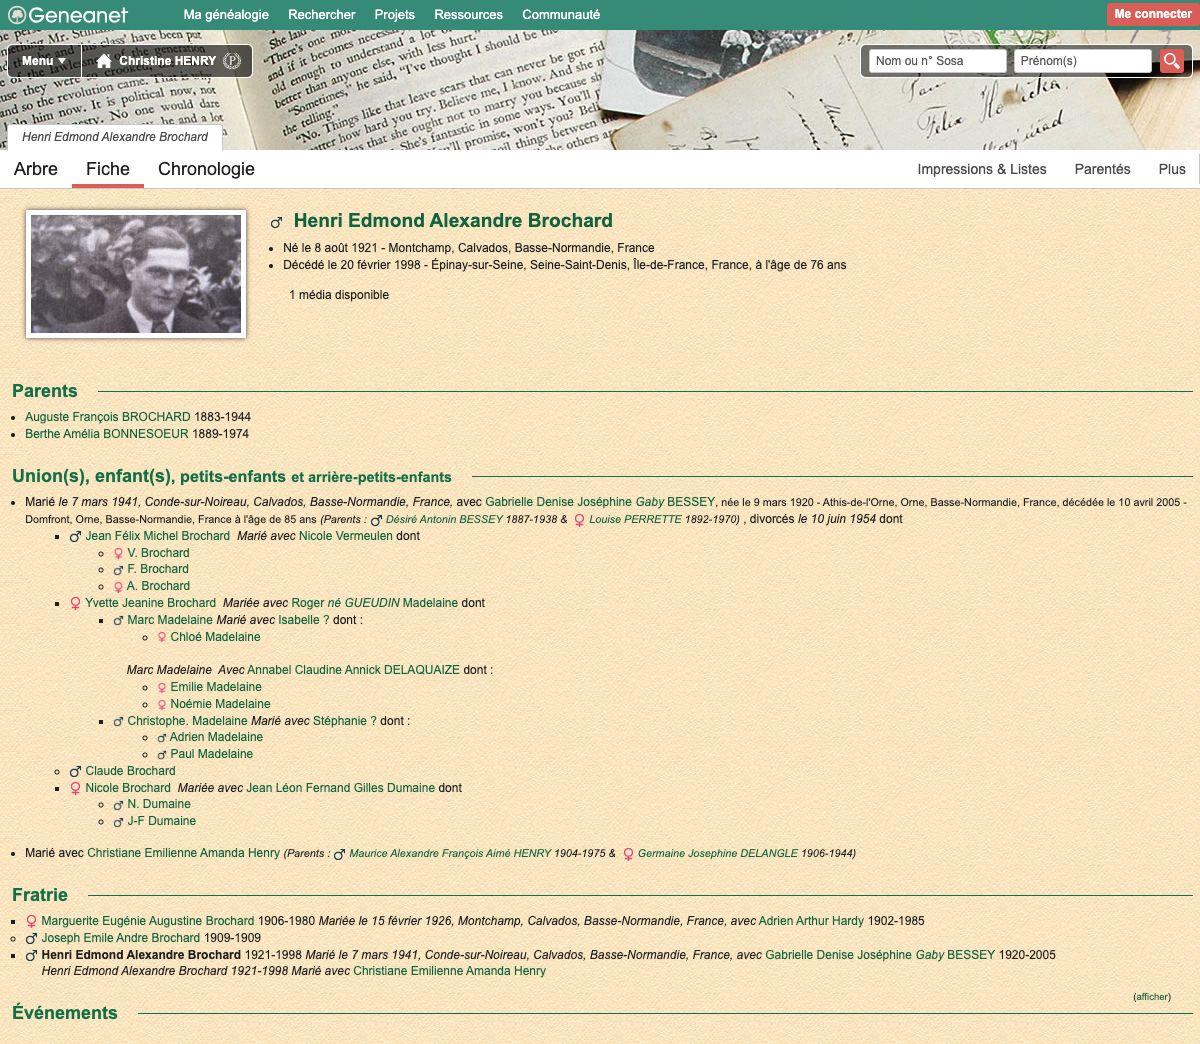 Geneanet
Ma généalogie Rechercher Projets Ressources Communauté
Me connecter
Menu
Christine HENRY
Nom ou n° Sosa
Prénom(s)
Henri Edmond Alexandre Brochard
Arbre Fiche Chronologie
Impressions & Listes Parentés Plus
♂ Henri Edmond Alexandre Brochard
• Né le 8 août 1921 - Montchamp, Calvados, Basse-Normandie, France
• Décédé le 20 février 1998 - Épinay-sur-Seine, Seine-Saint-Denis, Île-de-France, France, à l'âge de 76 ans
1 média disponible
Parents
• Auguste François BROCHARD 1883-1944
• Berthe Amélia BONNESOEUR 1889-1974
Union(s), enfant(s), petits-enfants et arrière-petits-enfants
• Marié le 7 mars 1941, Conde-sur-Noireau, Calvados, Basse-Normandie, France, avec Gabrielle Denise Joséphine Gaby BESSEY, née le 9 mars 1920 - Athis-de-l'Orne, Orne, Basse-Normandie, France, décédée le 10 avril 2005 -
Domfront, Orne, Basse-Normandie, France à l'âge de 85 ans (Parents : ♂ Désiré Antonin BESSEY 1887-1938 & ♀ Louise PERRETTE 1892-1970) , divorcés le 10 juin 1954 dont
♂ Jean Félix Michel Brochard Marié avec Nicole Vermeulen dont
♀ V. Brochard
♂ F. Brochard
♀ A. Brochard
♀ Yvette Jeanine Brochard Mariée avec Roger né GUEUDIN Madelaine dont
♂ Marc Madelaine Marié avec Isabelle ? dont :
♀ Chloé Madelaine
Marc Madelaine Avec Annabel Claudine Annick DELAQUAIZE dont :
♀ Emilie Madelaine
♀ Noémie Madelaine
♂ Christophe. Madelaine Marié avec Stéphanie ? dont :
♂ Adrien Madelaine
♂ Paul Madelaine
♂ Claude Brochard
♀ Nicole Brochard Mariée avec Jean Léon Fernand Gilles Dumaine dont
♂ N. Dumaine
♂ J-F Dumaine
• Marié avec Christiane Emilienne Amanda Henry (Parents : ♂ Maurice Alexandre François Aimé HENRY 1904-1975 & ♀ Germaine Josephine DELANGLE 1906-1944)
Fratrie
♀ Marguerite Eugénie Augustine Brochard 1906-1980 Mariée le 15 février 1926, Montchamp, Calvados, Basse-Normandie, France, avec Adrien Arthur Hardy 1902-1985
♂ Joseph Emile Andre Brochard 1909-1909
♂ Henri Edmond Alexandre Brochard 1921-1998 Marié le 7 mars 1941, Conde-sur-Noireau, Calvados, Basse-Normandie, France, avec Gabrielle Denise Joséphine Gaby BESSEY 1920-2005
Henri Edmond Alexandre Brochard 1921-1998 Marié avec Christiane Emilienne Amanda Henry
(afficher)
Événements